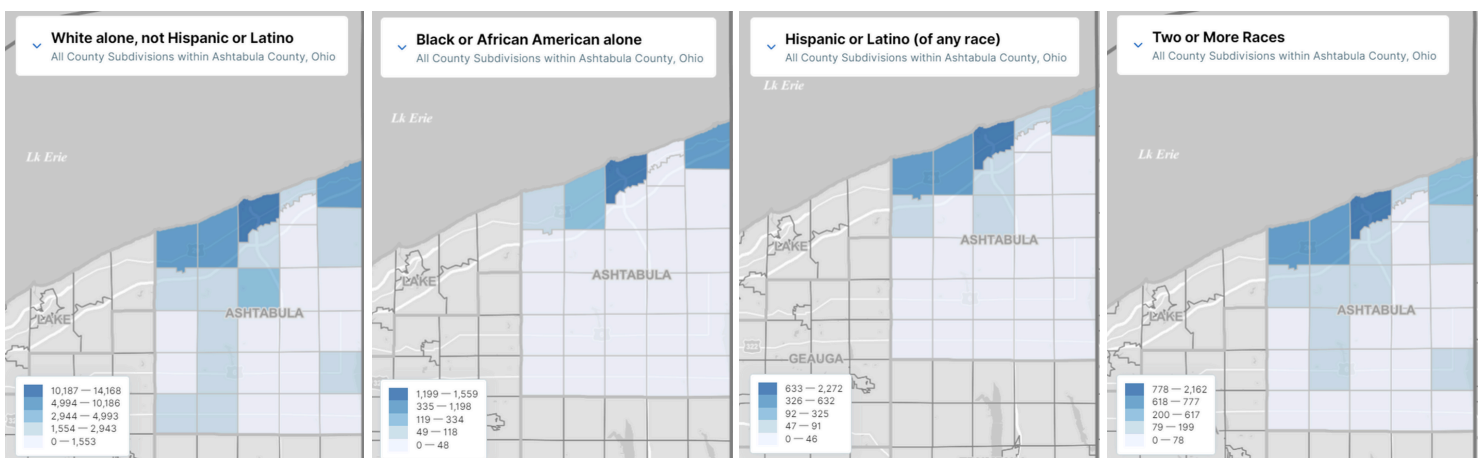 White alone, not Hispanic or Latino
All County Subdivisions within Ashtabula County, Ohio
Lk Erie
LAKE
ASHTABULA
10,187 — 14,168
4,994 — 10,186
2,944 — 4,993
1,554 — 2,943
0 — 1,553
Black or African American alone
All County Subdivisions within Ashtabula County, Ohio
Lk Erie
LAKE
ASHTABULA
1,199 — 1,559
335 — 1,198
119 — 334
49 — 118
0 — 48
Hispanic or Latino (of any race)
All County Subdivisions within Ashtabula County, Ohio
Lk Erie
LAKE
ASHTABULA
GEAUGA
633 — 2,272
326 — 632
92 — 325
47 — 91
0 — 46
Two or More Races
All County Subdivisions within Ashtabula County, Ohio
Lk Erie
LAKE
ASHTABULA
778 — 2,162
618 — 777
200 — 617
79 — 199
0 — 78